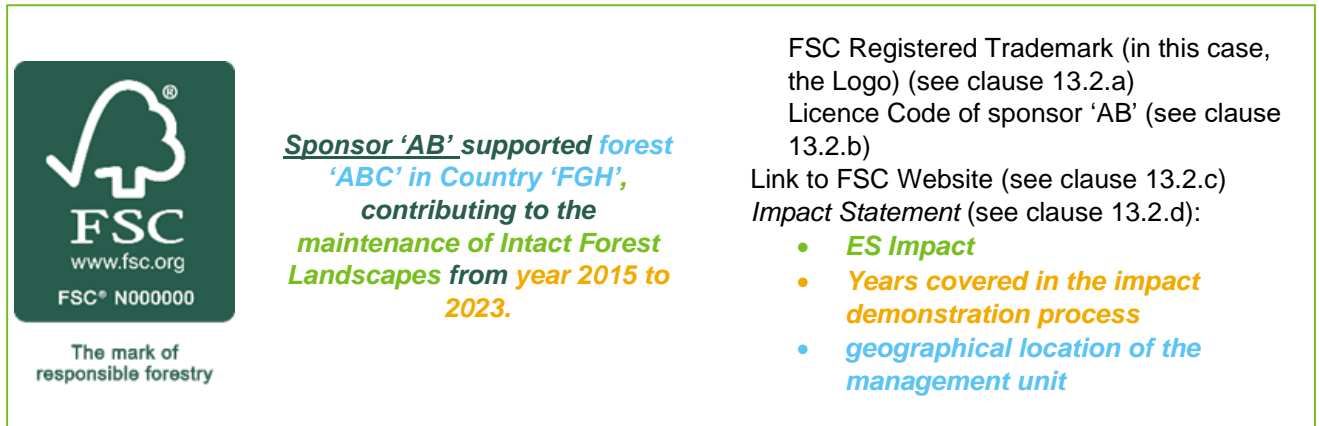 ®
FSC
www.fsc.org
FSC® N000000
The mark of
responsible forestry
Sponsor ‘AB’ supported forest
‘ABC’ in Country ‘FGH’,
contributing to the
maintenance of Intact Forest
Landscapes from year 2015 to
2023.
FSC Registered Trademark (in this case,
the Logo) (see clause 13.2.a)
Licence Code of sponsor ‘AB’ (see clause
13.2.b)
Link to FSC Website (see clause 13.2.c)
Impact Statement (see clause 13.2.d):
• ES Impact
• Years covered in the impact
demonstration process
• geographical location of the
management unit